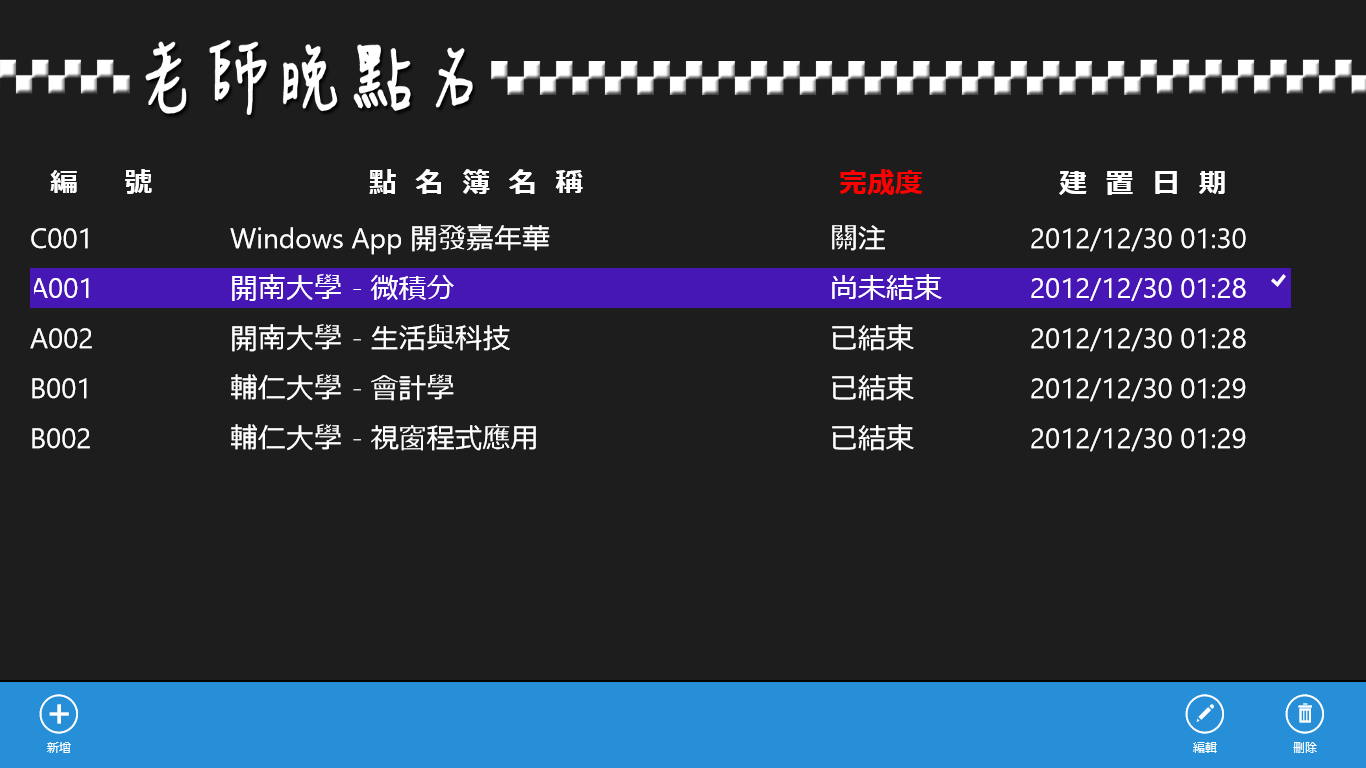 老師晚點名
編 號 點名簿名稱 完成度 建置日期
C001 Windows App 開發嘉年華 關注 2012/12/30 01:30
A001 開南大學 - 微積分 尚未結束 2012/12/30 01:28
A002 開南大學 - 生活與科技 已結束 2012/12/30 01:28
B001 輔仁大學 - 會計學 已結束 2012/12/30 01:29
B002 輔仁大學 - 視窗程式應用 已結束 2012/12/30 01:29
新增 編輯 刪除